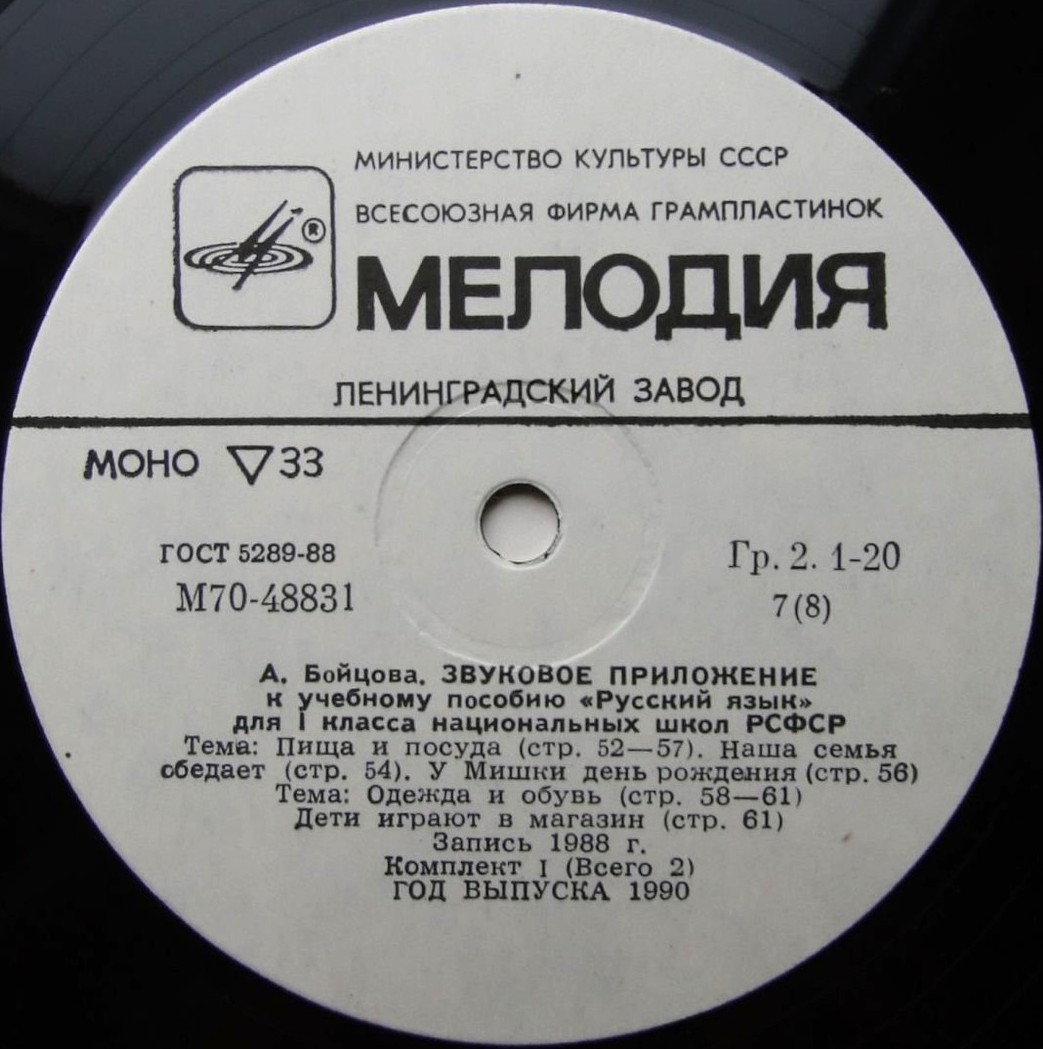 МИНИСТЕРСТВО КУЛЬТУРЫ СССР
ВСЕСОЮЗНАЯ ФИРМА ГРАМПЛАСТИНОК
®
МЕЛОДИЯ
ЛЕНИНГРАДСКИЙ ЗАВОД
МОНО ▽33
ГОСТ 5289-88
М70-48831
Гр. 2. 1-20
7(8)
А. Бойцова. ЗВУКОВОЕ ПРИЛОЖЕНИЕ
к учебному пособию «Русский язык»
для I класса национальных школ РСФСР
Тема: Пища и посуда (стр. 52—57). Наша семья
обедает (стр. 54). У Мишки день рождения (стр. 56)
Тема: Одежда и обувь (стр. 58—61)
Дети играют в магазин (стр. 61)
Запись 1988 г.
Комплект I (Всего 2)
ГОД ВЫПУСКА 1990